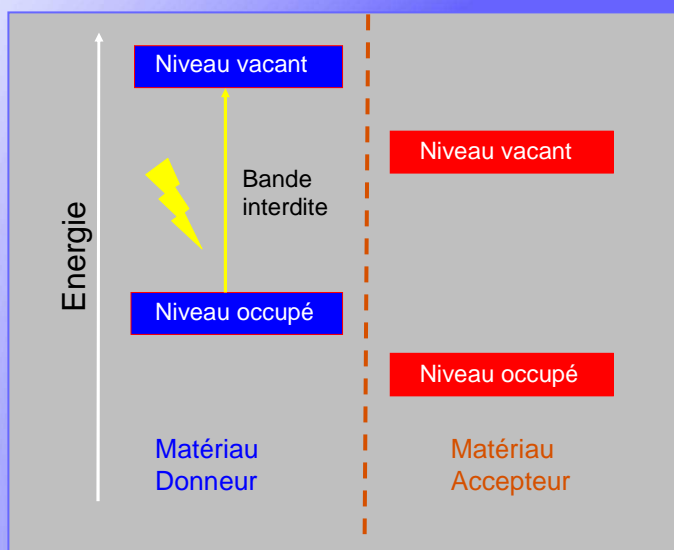 Niveau vacant
Niveau vacant
Bande
interdite
Energie
Niveau occupé
Niveau occupé
Matériau
Donneur
Matériau
Accepteur